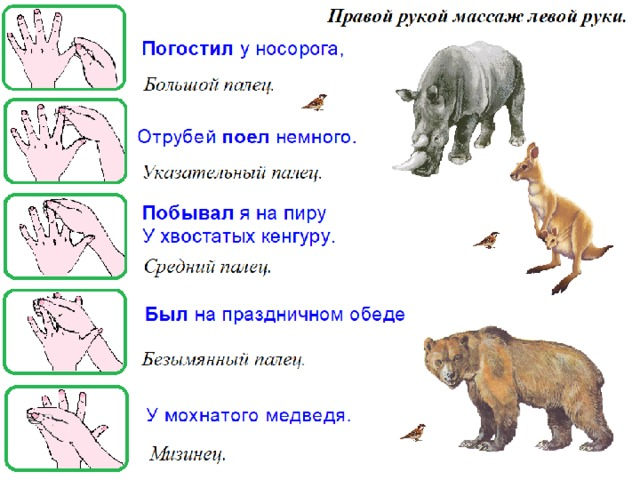 Правой рукой массаж левой руки.
Погостил у носорога,
Большой палец.
Отрубей поел немного.
Указательный палец.
Побывал я на пиру
У хвостатых кенгуру.
Средний палец.
Был на праздничном обеде
Безымянный палец.
У мохнатого медведя.
Мизинец.